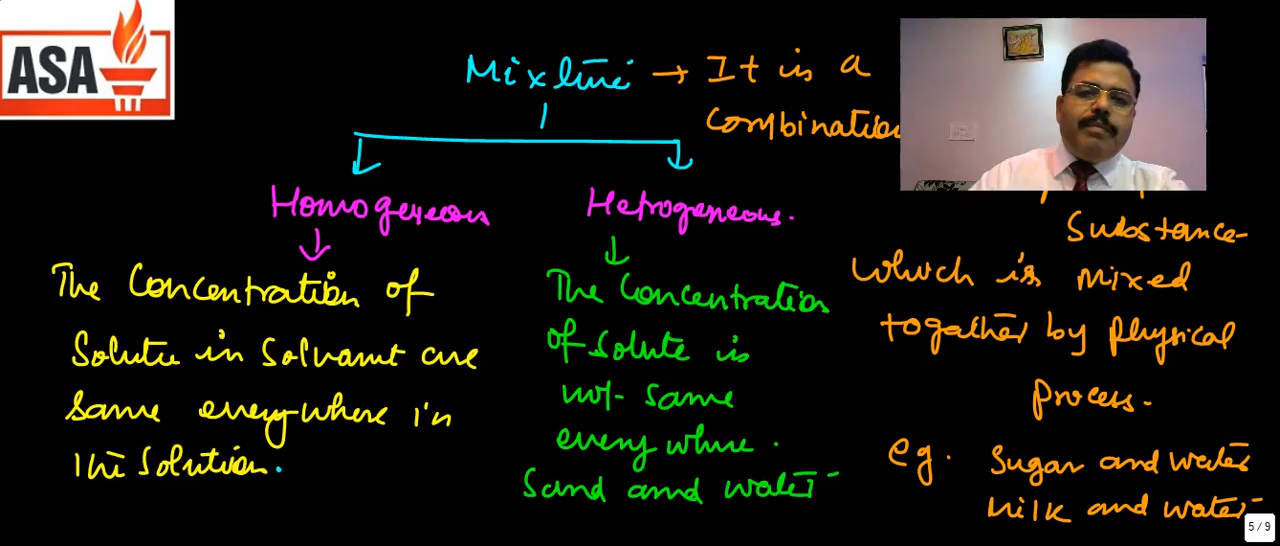 ASA
Mixture → It is a
combination
Substance
which is mixed
togather by physical
process.
eg. Sugar and water
Milk and water
Homogeneous
The Concentration of
Solute in Solvant are
same everywhere in
the Solution.
Hetrogeneous.
The Concentration
of solute is
not same
everywhere.
Sand and water
5 / 9